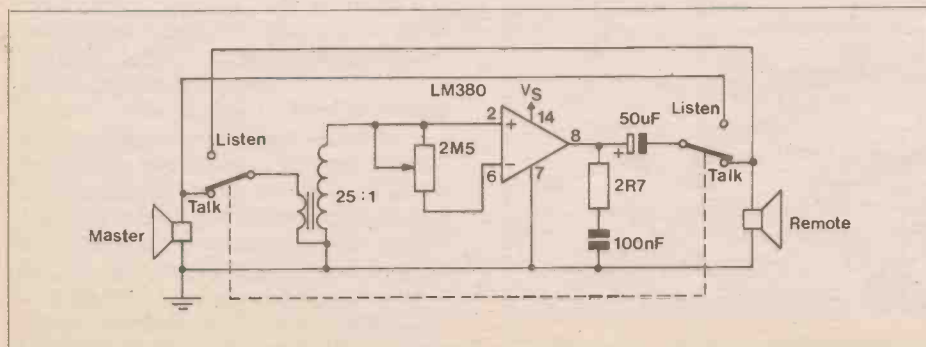 LM380
VS
Listen
Listen
2
14
50uF
8
+
+
2M5
−
6
7
Talk
25:1
Talk
2R7
Master
Remote
100nF